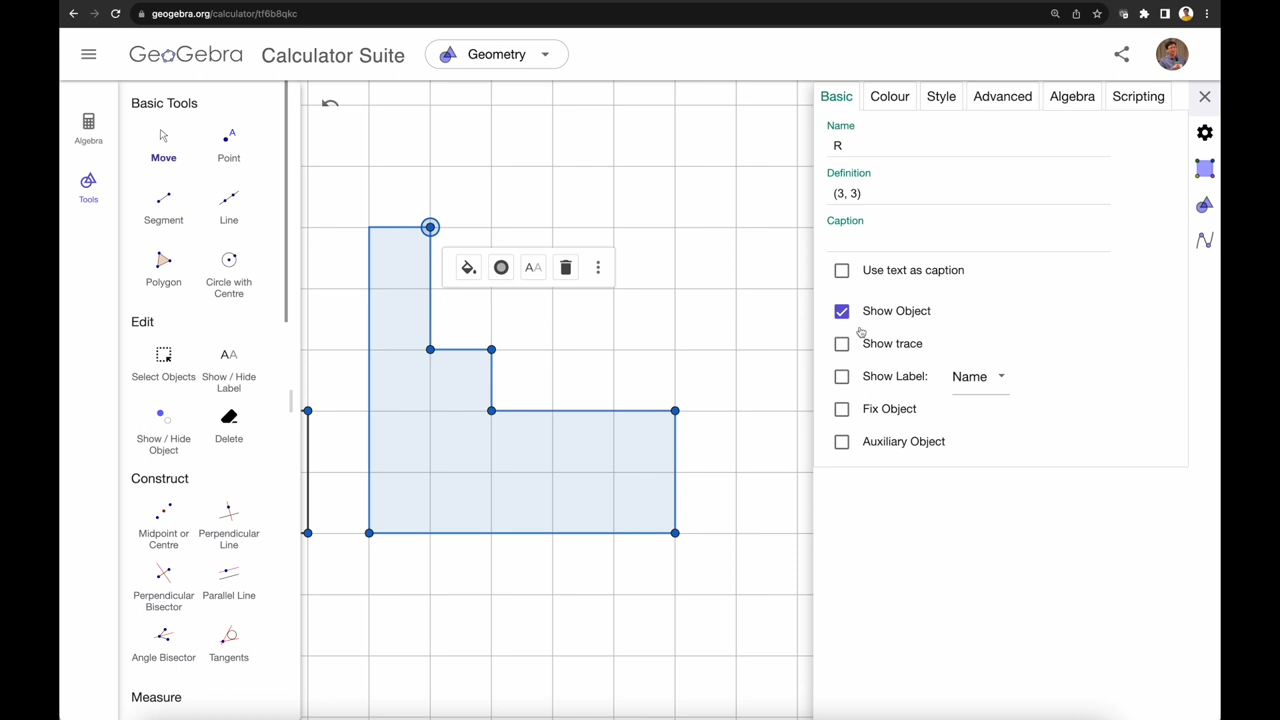 geogebra.org/calculator/tf6b8qkc
GeoGebra
Calculator Suite
Geometry
Algebra
Tools
Basic Tools
Move
Point
Segment
Line
Polygon
Circle with
Centre
Edit
Select Objects
Show / Hide
Label
Show / Hide
Object
Delete
Construct
Midpoint or
Centre
Perpendicular
Line
Perpendicular
Bisector
Parallel Line
Angle Bisector
Tangents
Measure
AA
Basic Colour Style Advanced Algebra Scripting
Name
R
Definition
(3, 3)
Caption
Use text as caption
Show Object
Show trace
Show Label: Name
Fix Object
Auxiliary Object